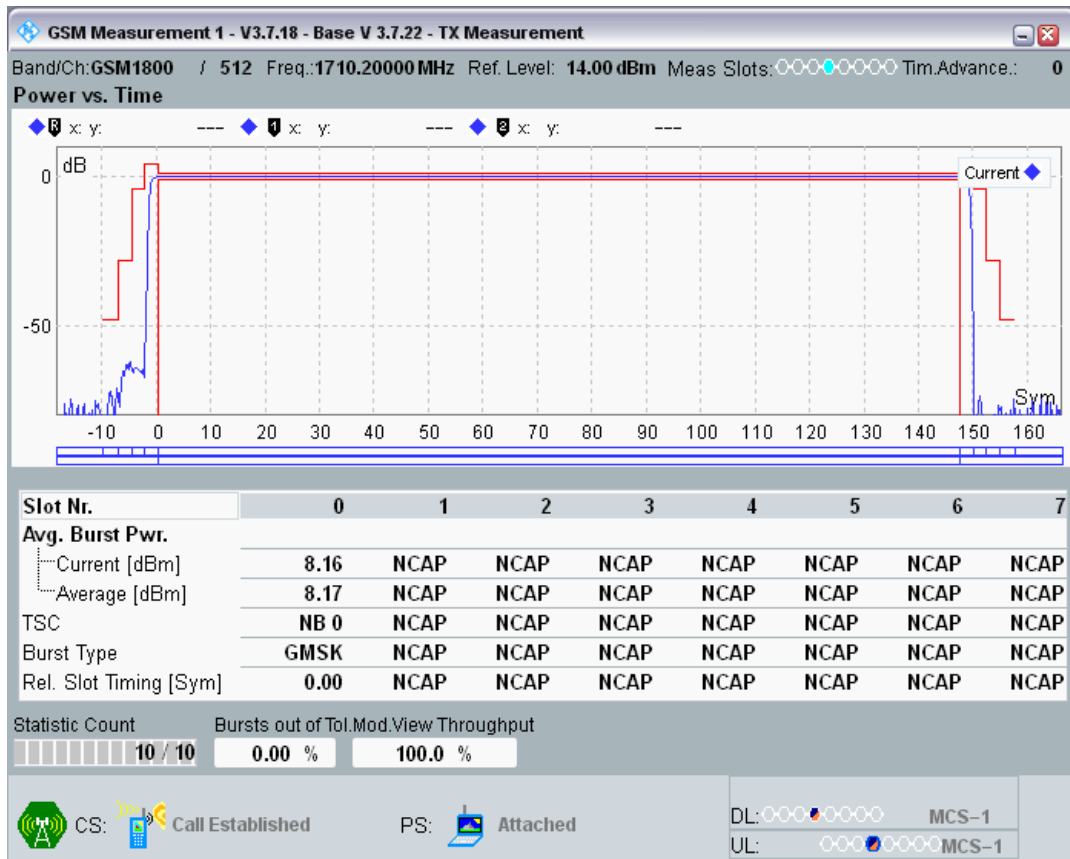 GSM Measurement 1 - V3.7.18 - Base V 3.7.22 - TX Measurement
Band/Ch:GSM1800 / 512 Freq.:1710.20000 MHz Ref. Level: 14.00 dBm Meas Slots: Tim.Advance.: 0
Power vs. Time
R x: y: --- 1 x: y: --- 2 x: y: ---
dB
Current
0
-50
Sym
-10 0 10 20 30 40 50 60 70 80 90 100 110 120 130 140 150 160
Slot Nr. 0 1 2 3 4 5 6 7
Avg. Burst Pwr.
Current [dBm] 8.16 NCAP NCAP NCAP NCAP NCAP NCAP NCAP
Average [dBm] 8.17 NCAP NCAP NCAP NCAP NCAP NCAP NCAP
TSC NB 0 NCAP NCAP NCAP NCAP NCAP NCAP NCAP
Burst Type GMSK NCAP NCAP NCAP NCAP NCAP NCAP NCAP
Rel. Slot Timing [Sym] 0.00 NCAP NCAP NCAP NCAP NCAP NCAP NCAP
Statistic Count Bursts out of Tol. Mod.View Throughput
10 / 10 0.00 % 100.0 %
CS: Call Established PS: Attached DL: MCS-1
UL: MCS-1